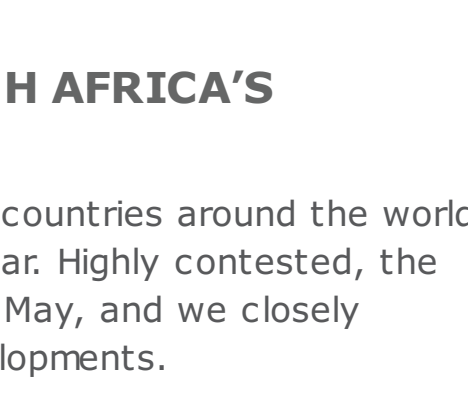 H AFRICA’S
countries around the world
ar. Highly contested, the
May, and we closely
lopments.